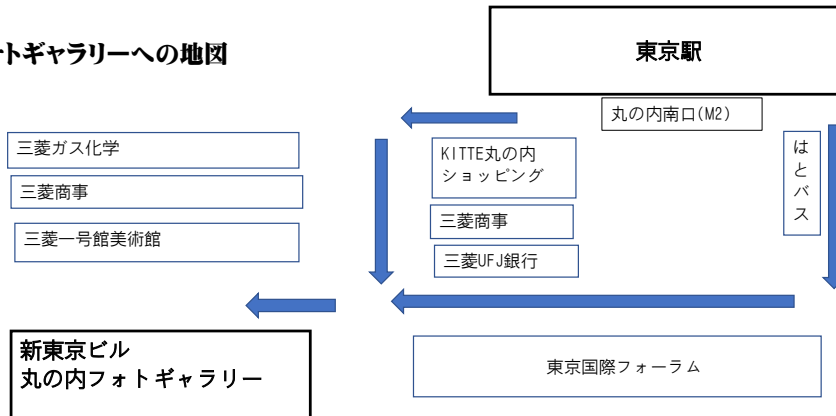 トギャラリーへの地図
東京駅
丸の内南口(M2)
三菱ガス化学
三菱商事
三菱一号館美術館
KITTE丸の内
ショッピング
三菱商事
三菱UFJ銀行
はとバス
新東京ビル
丸の内フォトギャラリー
東京国際フォーラム